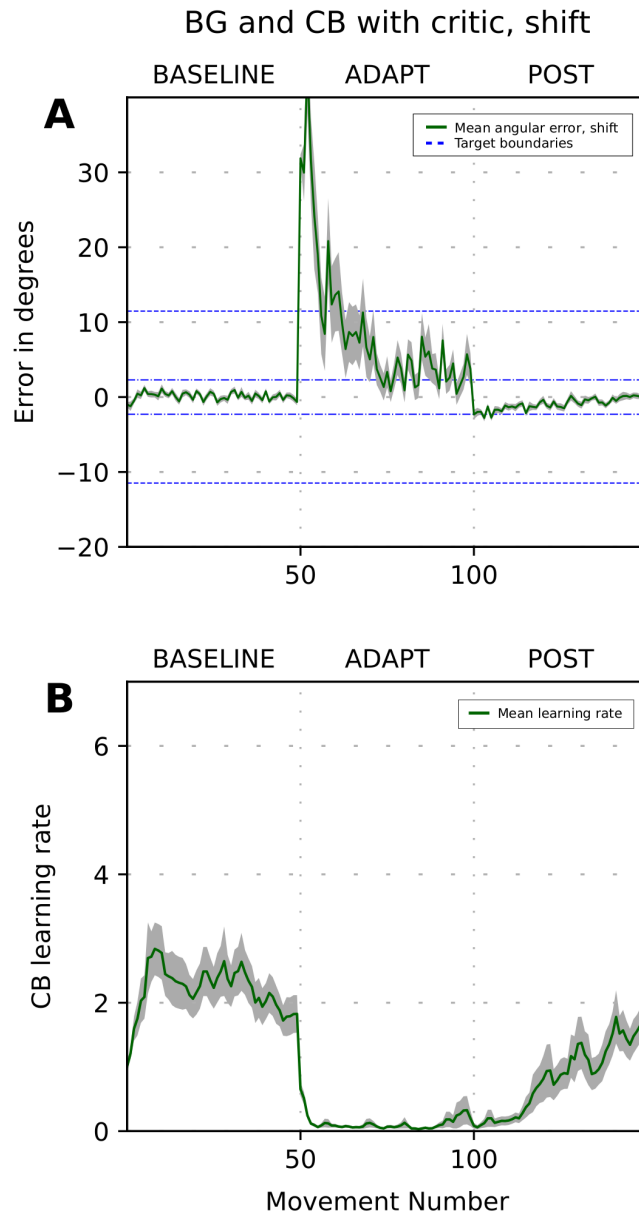 BG and CB with critic, shift
BASELINE ADAPT POST
A
Mean angular error, shift
Target boundaries
30
20
10
0
−10
−20
Error in degrees
50 100
BASELINE ADAPT POST
B
Mean learning rate
6
4
2
0
CB learning rate
50 100
Movement Number